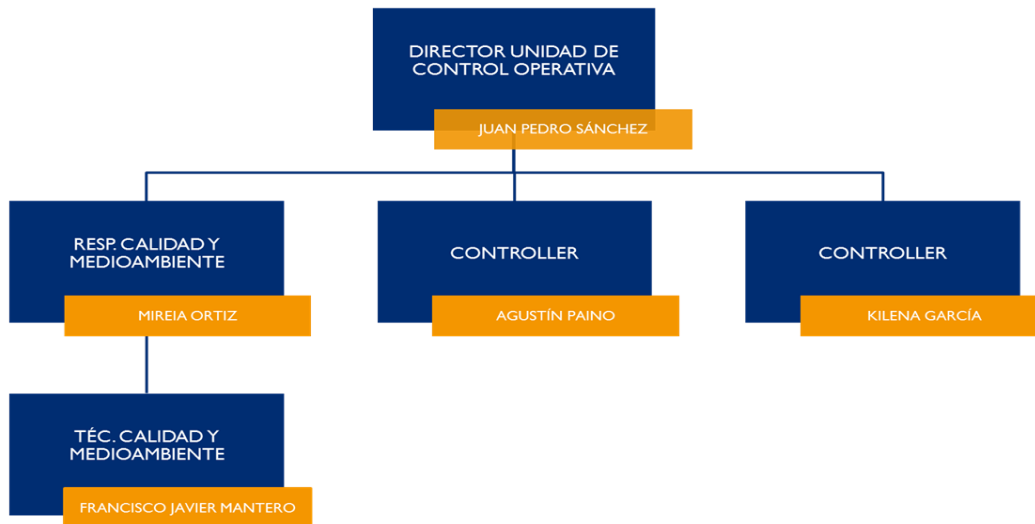 DIRECTOR UNIDAD DE
CONTROL OPERATIVA
JUAN PEDRO SÁNCHEZ
RESP. CALIDAD Y
MEDIOAMBIENTE
MIREIA ORTIZ
CONTROLLER
AGUSTÍN PAINO
CONTROLLER
KILENA GARCÍA
TÉC. CALIDAD Y
MEDIOAMBIENTE
FRANCISCO JAVIER MANTERO